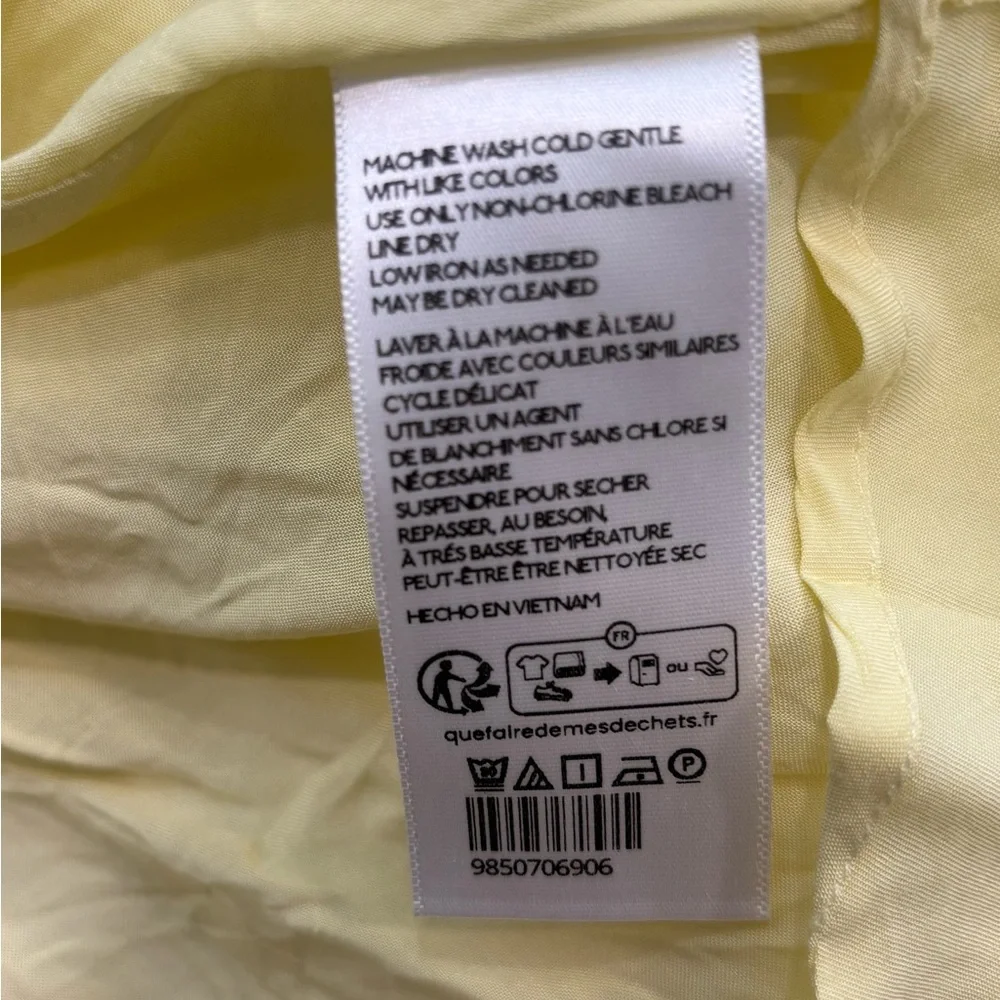 MACHINE WASH COLD GENTLE
WITH LIKE COLORS
USE ONLY NON-CHLORINE BLEACH
LINE DRY
LOW IRON AS NEEDED
MAY BE DRY CLEANED
LAVER À LA MACHINE À L'EAU
FROIDE AVEC COULEURS SIMILAIRES
CYCLE DÉLICAT
UTILISER UN AGENT
DE BLANCHIMENT SANS CHLORE SI
NÉCESSAIRE
SUSPENDRE POUR SECHER
REPASSER, AU BESOIN,
À TRÉS BASSE TEMPÉRATURE
PEUT-ÊTRE ÊTRE NETTOYÉE SEC
HECHO EN VIETNAM
FR
ou
quefairedemesdechets.fr
30 P
9850706906